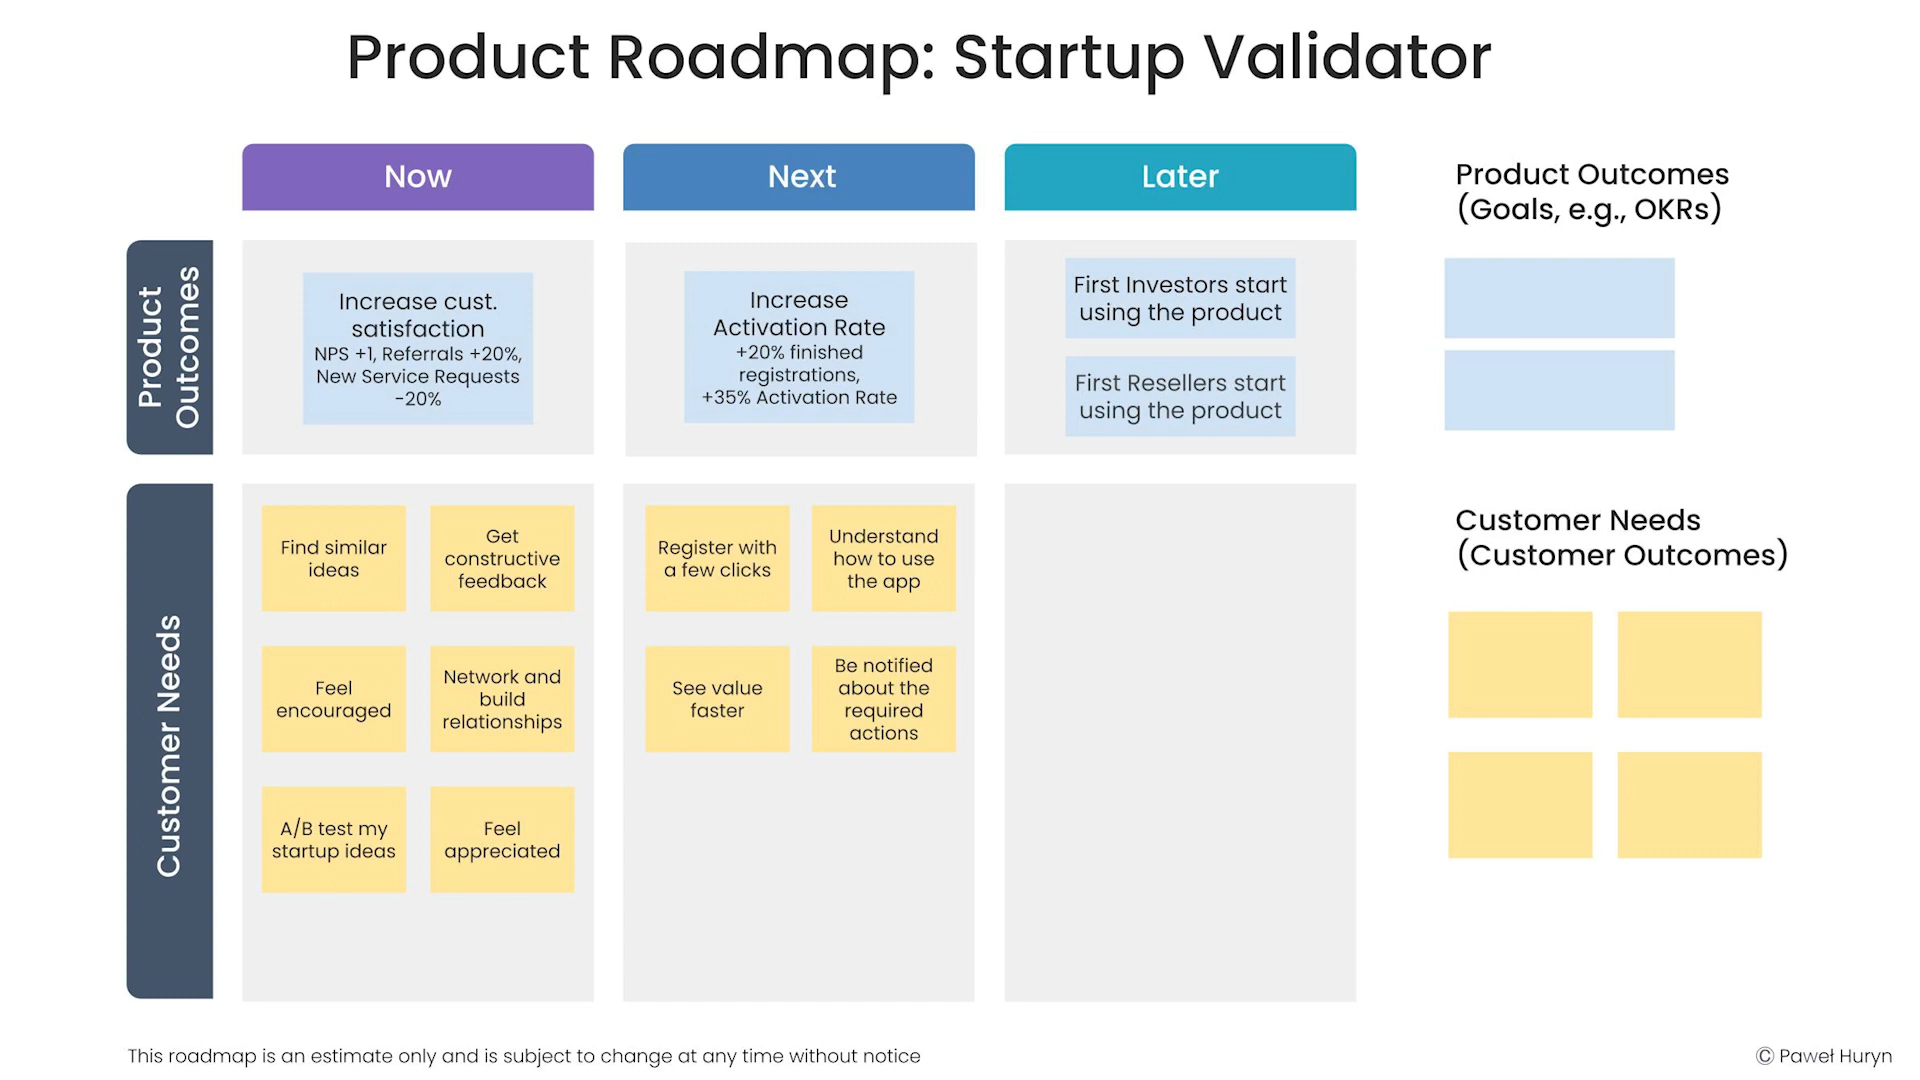 Product Roadmap: Startup Validator
Now
Next
Later
Product Outcomes
(Goals, e.g., OKRs)
Product
Outcomes
Increase cust.
satisfaction
NPS +1, Referrals +20%,
New Service Requests
-20%
Increase
Activation Rate
+20% finished
registrations,
+35% Activation Rate
First Investors start
using the product
First Resellers start
using the product
Customer Needs
(Customer Outcomes)
Customer Needs
Find similar
ideas
Get
constructive
feedback
Feel
encouraged
Network and
build
relationships
A/B test my
startup ideas
Feel
appreciated
Register with
a few clicks
Understand
how to use
the app
See value
faster
Be notified
about the
required
actions
This roadmap is an estimate only and is subject to change at any time without notice
© Paweł Huryn